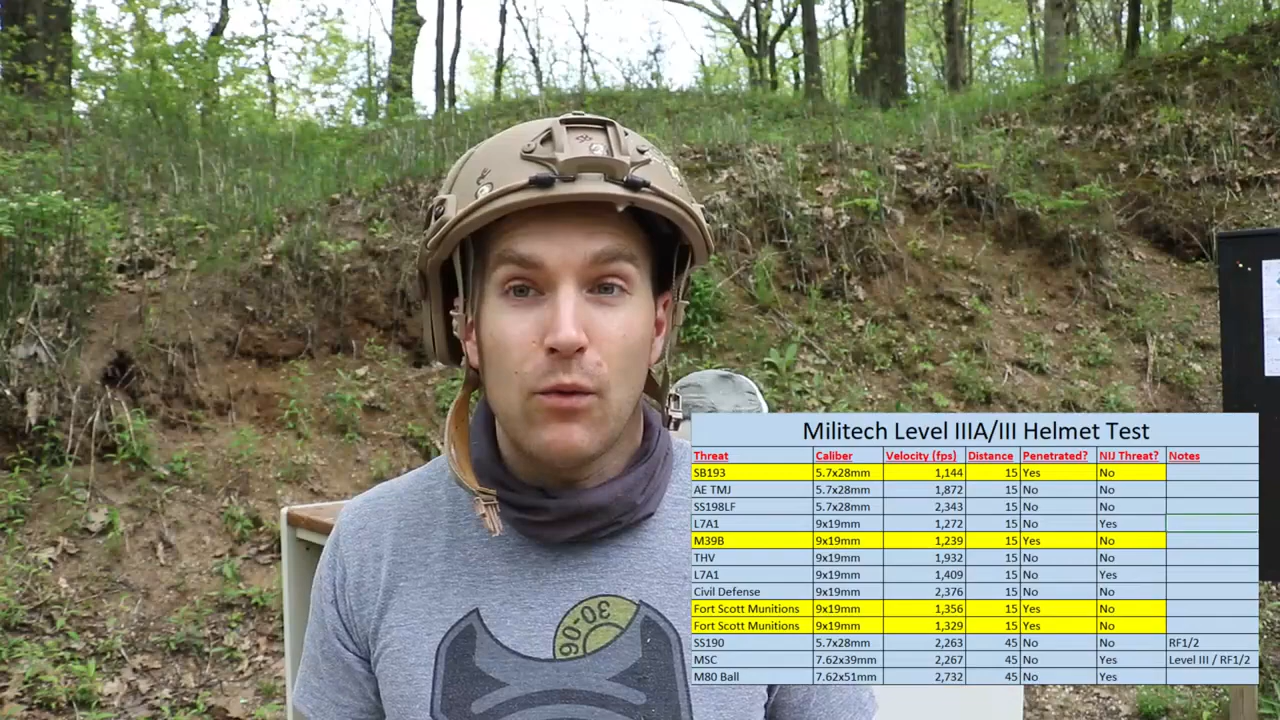 Militech Level IIIA/III Helmet Test
Threat Caliber Velocity (fps) Distance Penetrated? NIJ Threat? Notes
SB193 5.7x28mm 1,144 15 Yes No
AE TMJ 5.7x28mm 1,872 15 No No
SS198LF 5.7x28mm 2,343 15 No No
L7A1 9x19mm 1,272 15 No Yes
M39B 9x19mm 1,239 15 Yes No
THV 9x19mm 1,932 15 No No
L7A1 9x19mm 1,409 15 No Yes
Civil Defense 9x19mm 2,376 15 No No
Fort Scott Munitions 9x19mm 1,356 15 Yes No
Fort Scott Munitions 9x19mm 1,329 15 Yes No
SS190 5.7x28mm 2,263 45 No No RF1/2
MSC 7.62x39mm 2,267 45 No Yes Level III / RF1/2
M80 Ball 7.62x51mm 2,732 45 No Yes
30-06